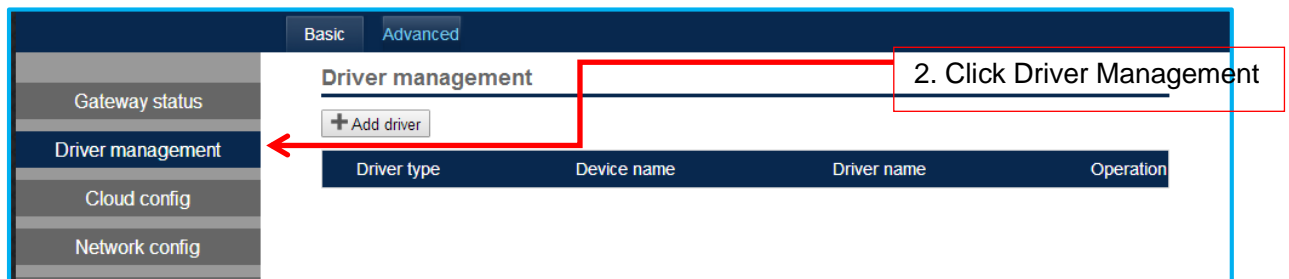 Basic Advanced
Driver management
2. Click Driver Management
Gateway status
Add driver
Driver management
Driver type Device name Driver name Operation
Cloud config
Network config